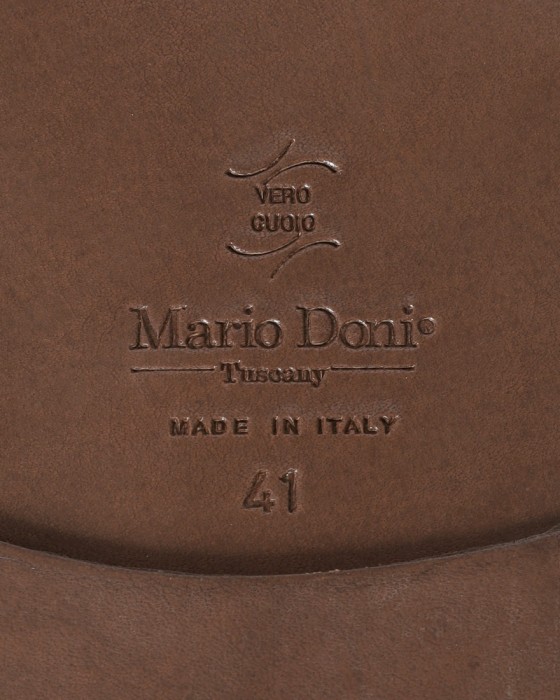 VERO
CUOIO
Mario Doni®
Tuscany
MADE IN ITALY
41